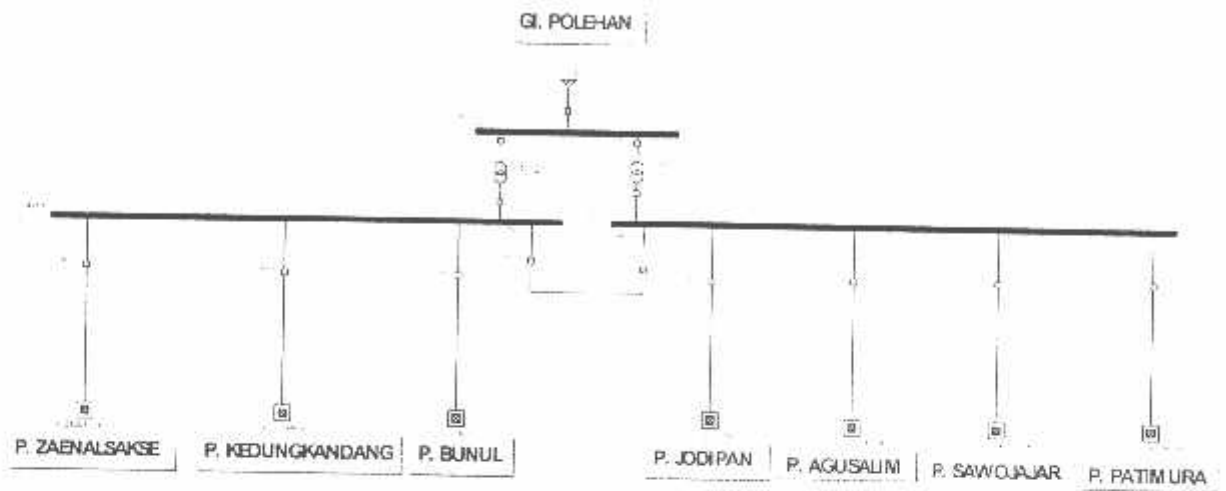 GI. POLEHAN
P. ZAENALSAKSE
P. KEDUNGKANDANG
P. BUNUL
P. JODIPAN
P. AGUSALIM
P. SAWOJAJAR
P. PATIMURA